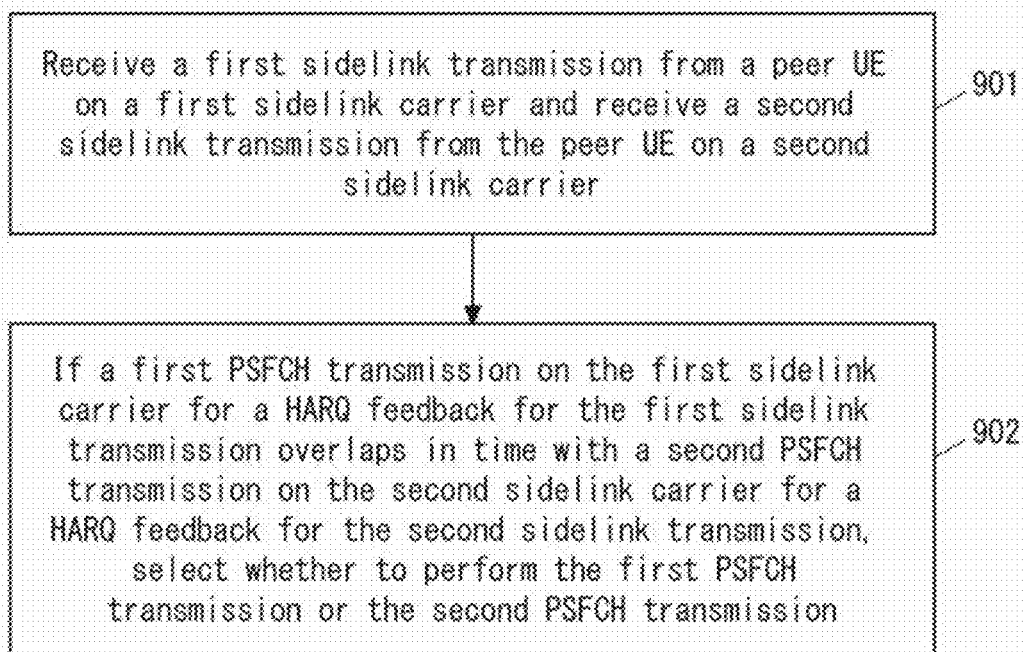 Receive a first sidelink transmission from a peer UE
on a first sidelink carrier and receive a second
sidelink transmission from the peer UE on a second
sidelink carrier
901
If a first PSFCH transmission on the first sidelink
carrier for a HARQ feedback for the first sidelink
transmission overlaps in time with a second PSFCH
transmission on the second sidelink carrier for a
HARQ feedback for the second sidelink transmission,
select whether to perform the first PSFCH
transmission or the second PSFCH transmission
902